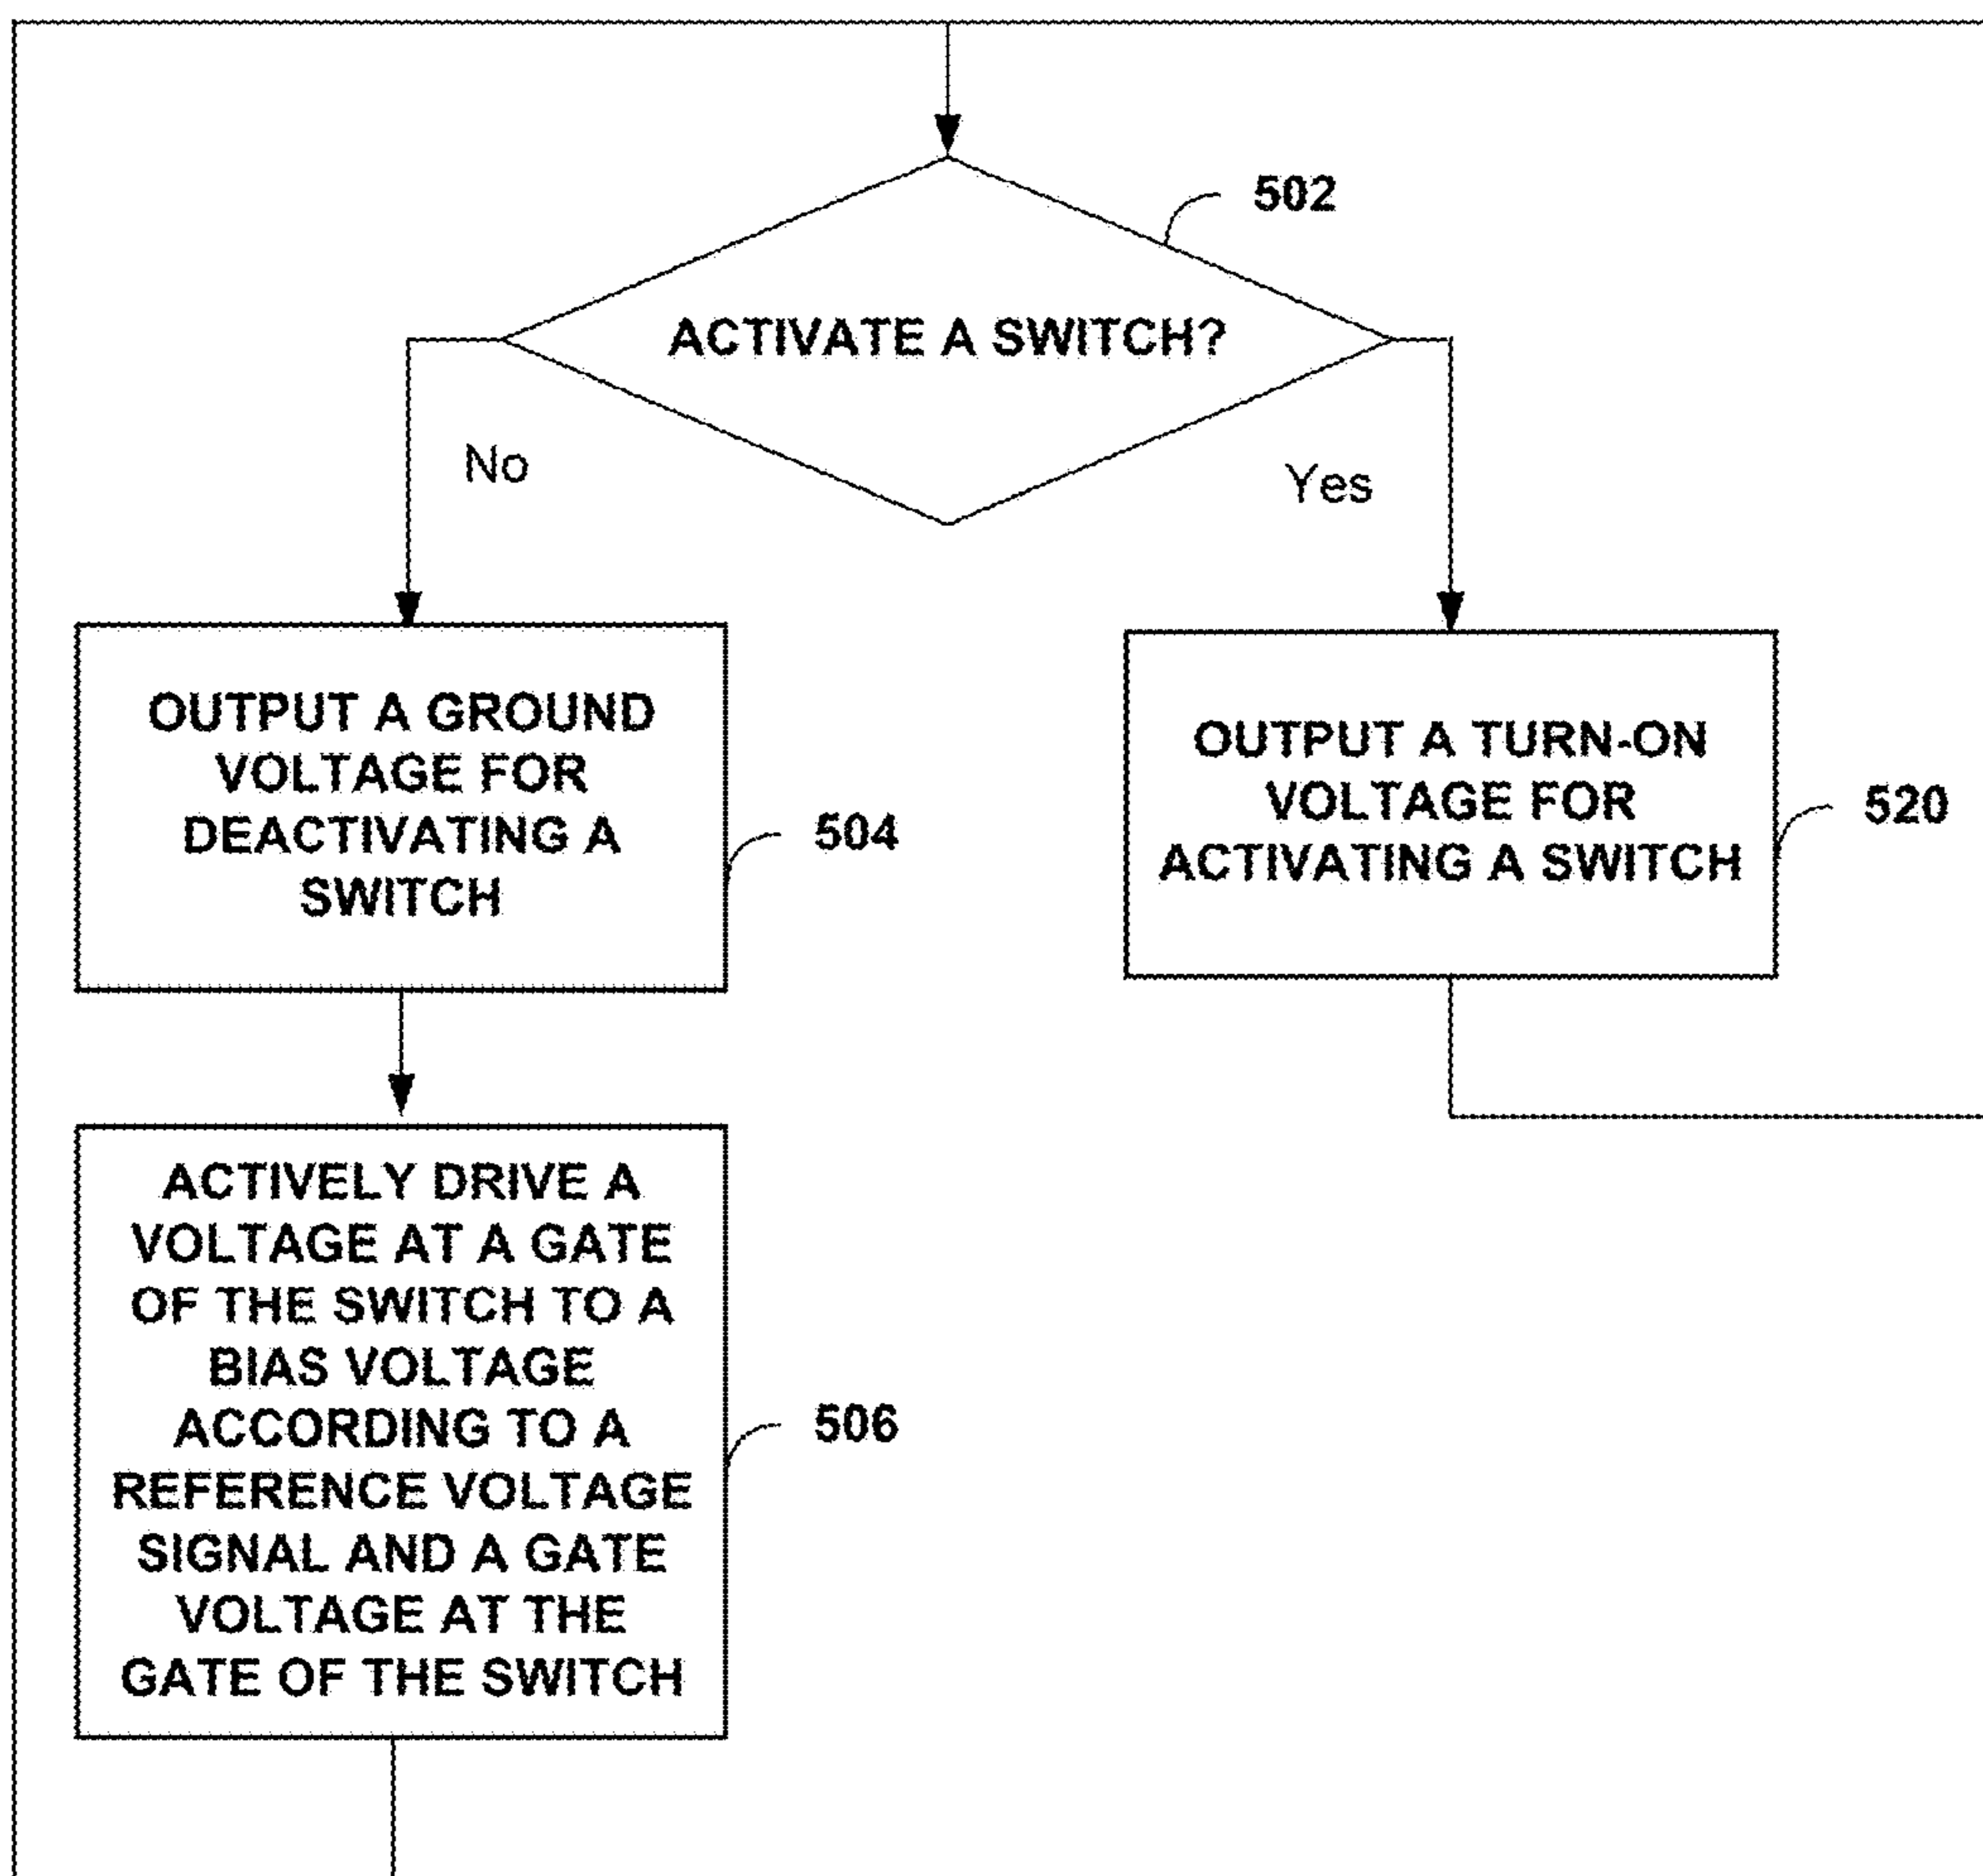 502
ACTIVATE A SWITCH?
No
Yes
OUTPUT A GROUND
VOLTAGE FOR
DEACTIVATING A
SWITCH
504
OUTPUT A TURN-ON
VOLTAGE FOR
ACTIVATING A SWITCH
520
ACTIVELY DRIVE A
VOLTAGE AT A GATE
OF THE SWITCH TO A
BIAS VOLTAGE
ACCORDING TO A
REFERENCE VOLTAGE
SIGNAL AND A GATE
VOLTAGE AT THE
GATE OF THE SWITCH
506